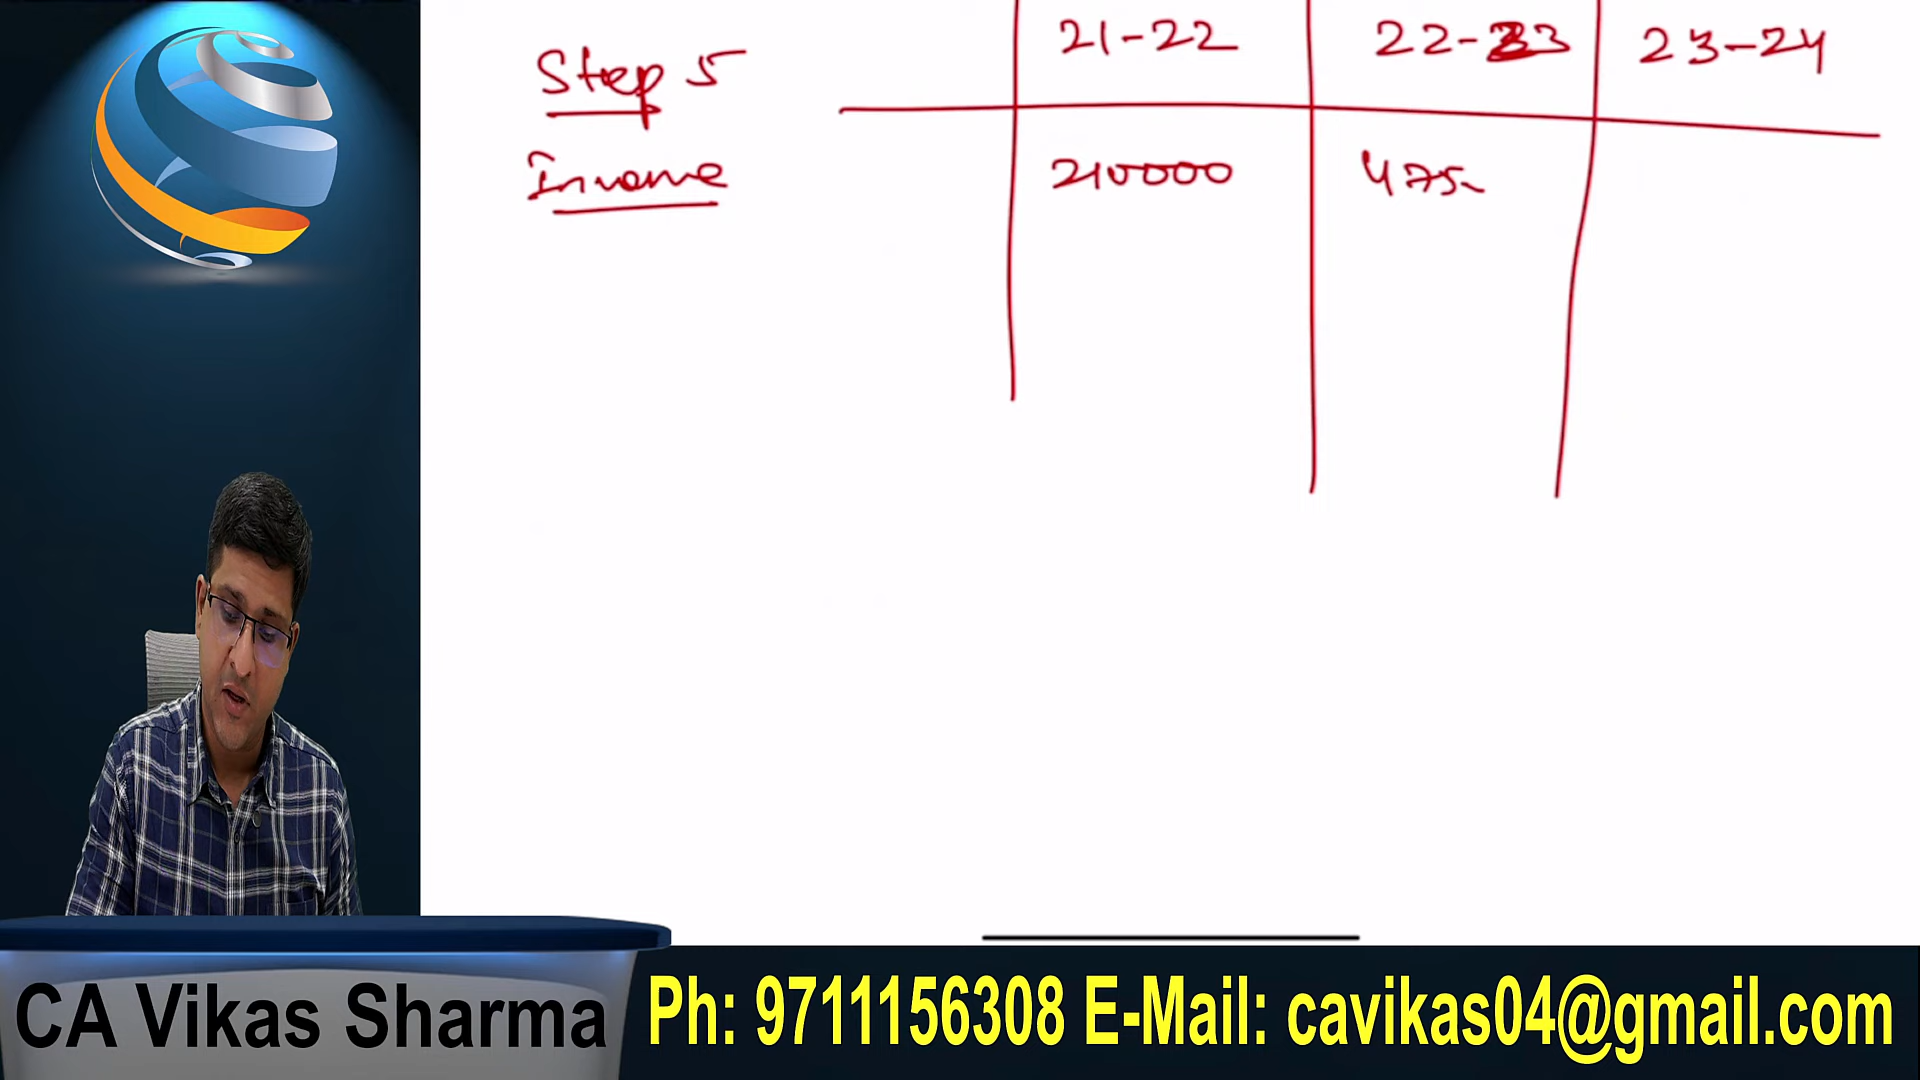 Step 5
21-22
22-23
23-24
Income
210000
475-
CA Vikas Sharma
Ph: 9711156308 E-Mail: cavikas04@gmail.com